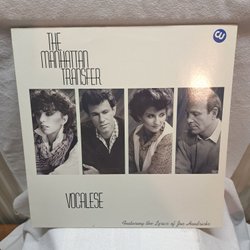 THE
MANHATTAN
TRANSFER
VOCALESE
Featuring the Lyrics of Jon Hendricks